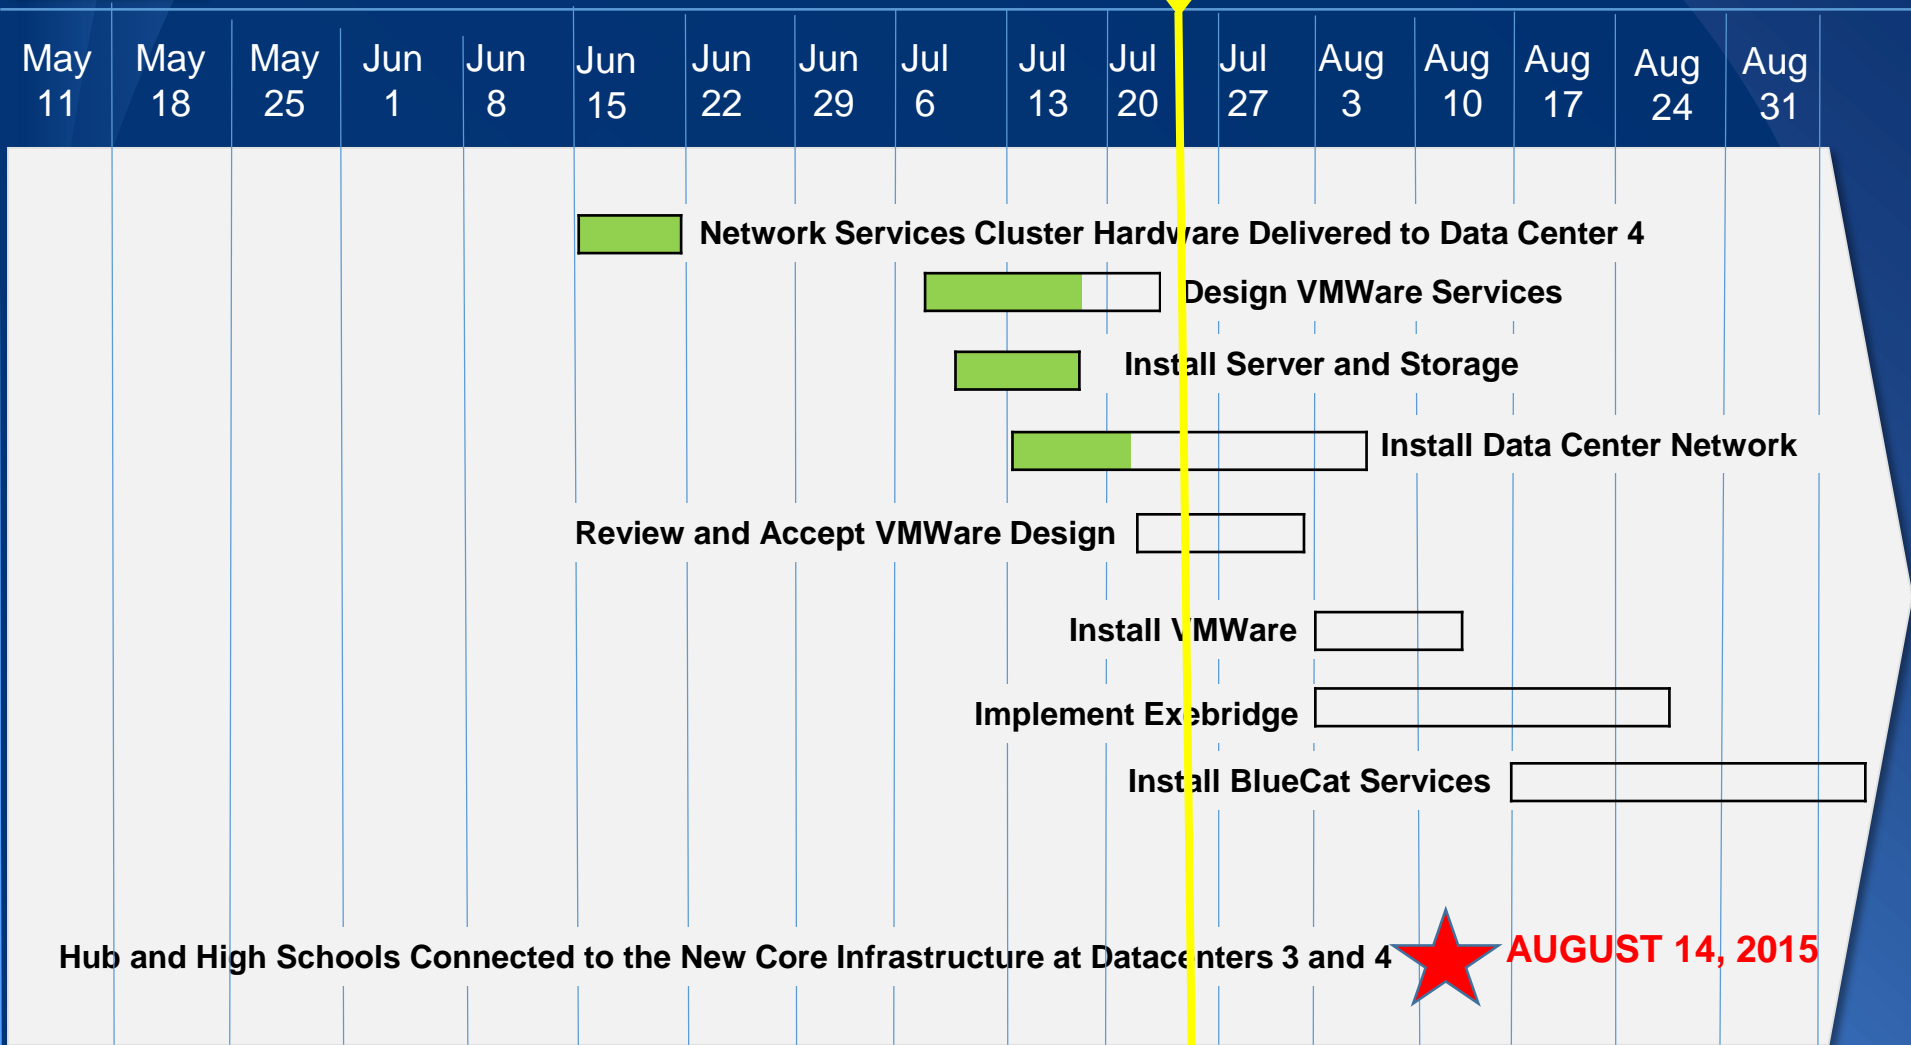 May 11
May 18
May 25
Jun 1
Jun 8
Jun 15
Jun 22
Jun 29
Jul 6
Jul 13
Jul 20
Jul 27
Aug 3
Aug 10
Aug 17
Aug 24
Aug 31
Network Services Cluster Hardware Delivered to Data Center 4
Design VMWare Services
Install Server and Storage
Install Data Center Network
Review and Accept VMWare Design
Install VMWare
Implement Exebridge
Install BlueCat Services
Hub and High Schools Connected to the New Core Infrastructure at Datacenters 3 and 4
AUGUST 14, 2015